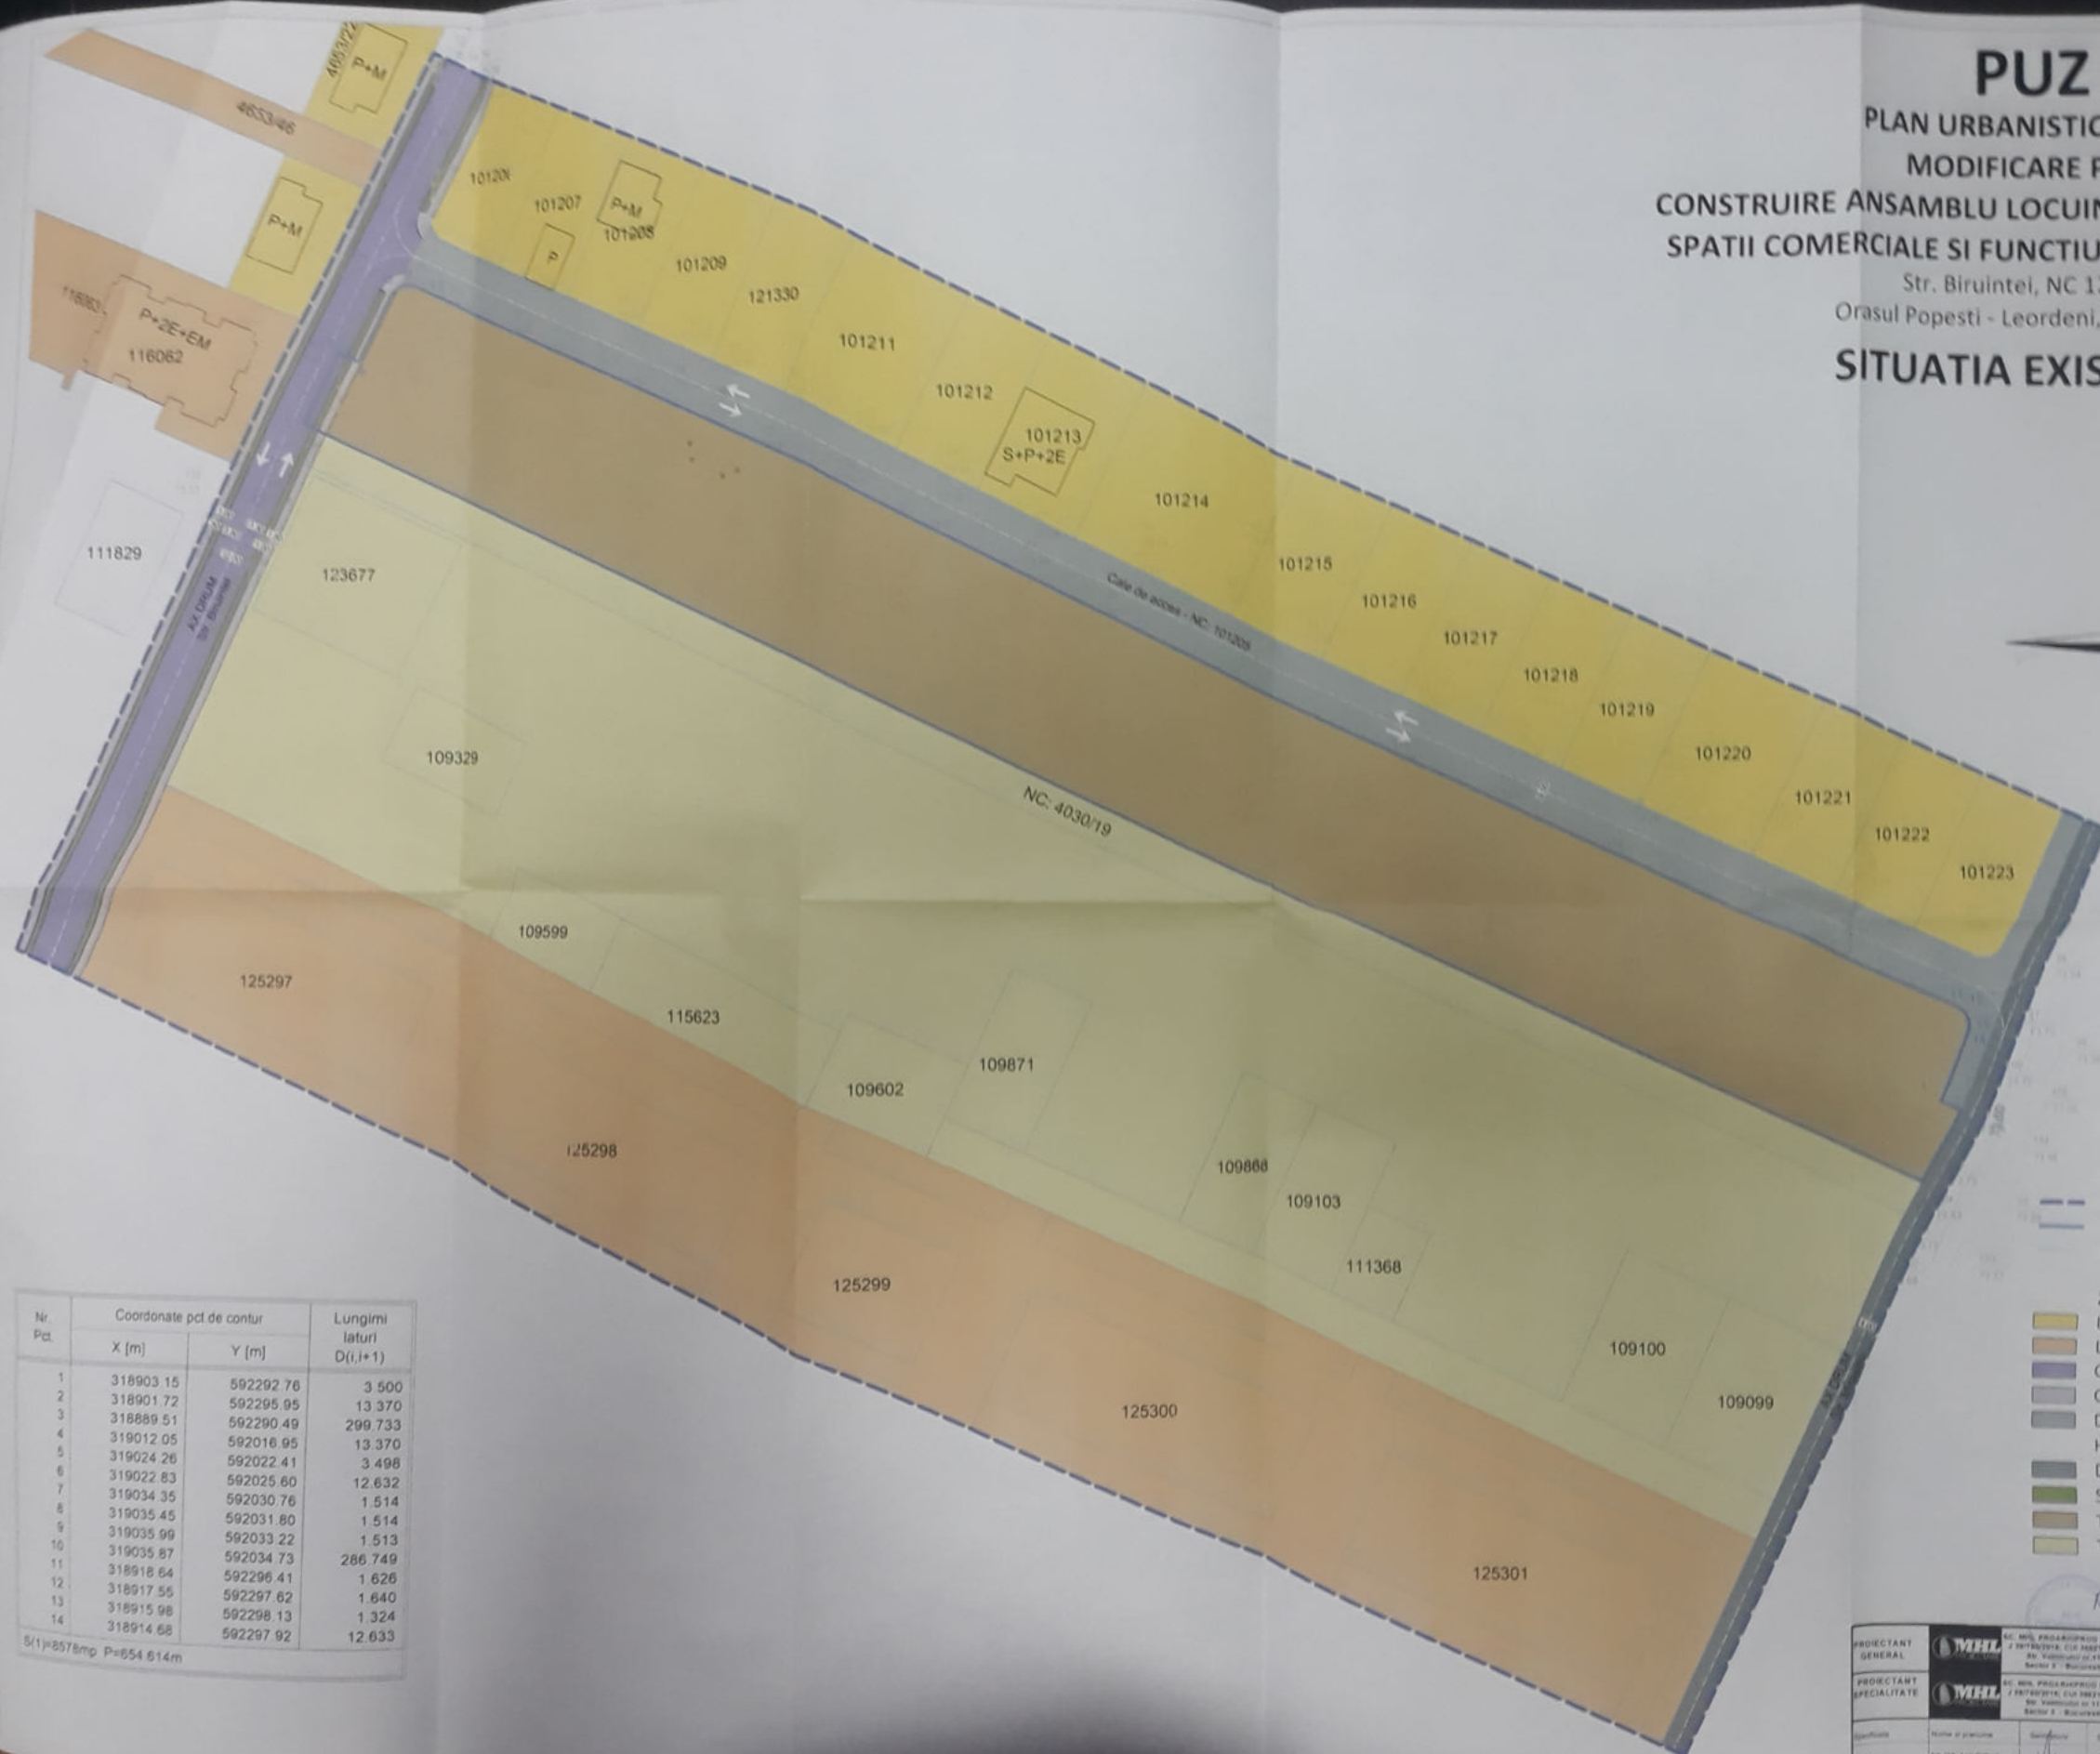 PUZ
PLAN URBANISTIC
MODIFICARE
CONSTRUIRE ANSAMBLU LOCUIN
SPATII COMERCIALE SI FUNCTIU
Str. Biruintei, NC
Orasul Popesti - Leordeni,
SITUATIA EXIS
4653/22
P+M
4653/46
P+M
P+2E+EM
116062
111829
AX DRUM
Str. Biruintei
101207
P+M
101208
P
101209
121330
101211
101212
101213
S+P+2E
101214
101215
101216
101217
101218
101219
101220
101221
101222
101223
Cale de acces - NC: 101205
NC: 4030/19
123677
109329
109599
115623
109602
109871
109868
109103
111368
109100
109099
AX DRUM
125297
125298
125299
125300
125301
Nr. Pct. Coordonate pct.de contur Lungimi laturi D(i,i+1)
X [m] Y [m]
1 318903.15 592292.76 3.500
2 318901.72 592295.95 13.370
3 318889.51 592290.49 299.733
4 319012.05 592016.95 13.370
5 319024.26 592022.41 3.498
6 319022.83 592025.60 12.632
7 319034.35 592030.76 1.514
8 319035.45 592031.80 1.514
9 319035.99 592033.22 1.513
10 319035.87 592034.73 286.749
11 318918.64 592296.41 1.626
12 318917.55 592297.62 1.640
13 318915.98 592298.13 1.324
14 318914.68 592297.92 12.633
S(1)=8578mp P=654.614m
PROIECTANT GENERAL
MHL
PROIECTANT SPECIALITATE
MHL